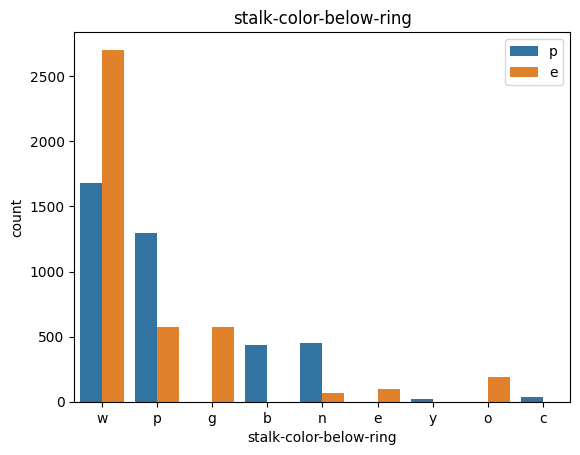 stalk-color-below-ring
p
e
count
2500
2000
1500
1000
500
0
w p g b n e y o c
stalk-color-below-ring